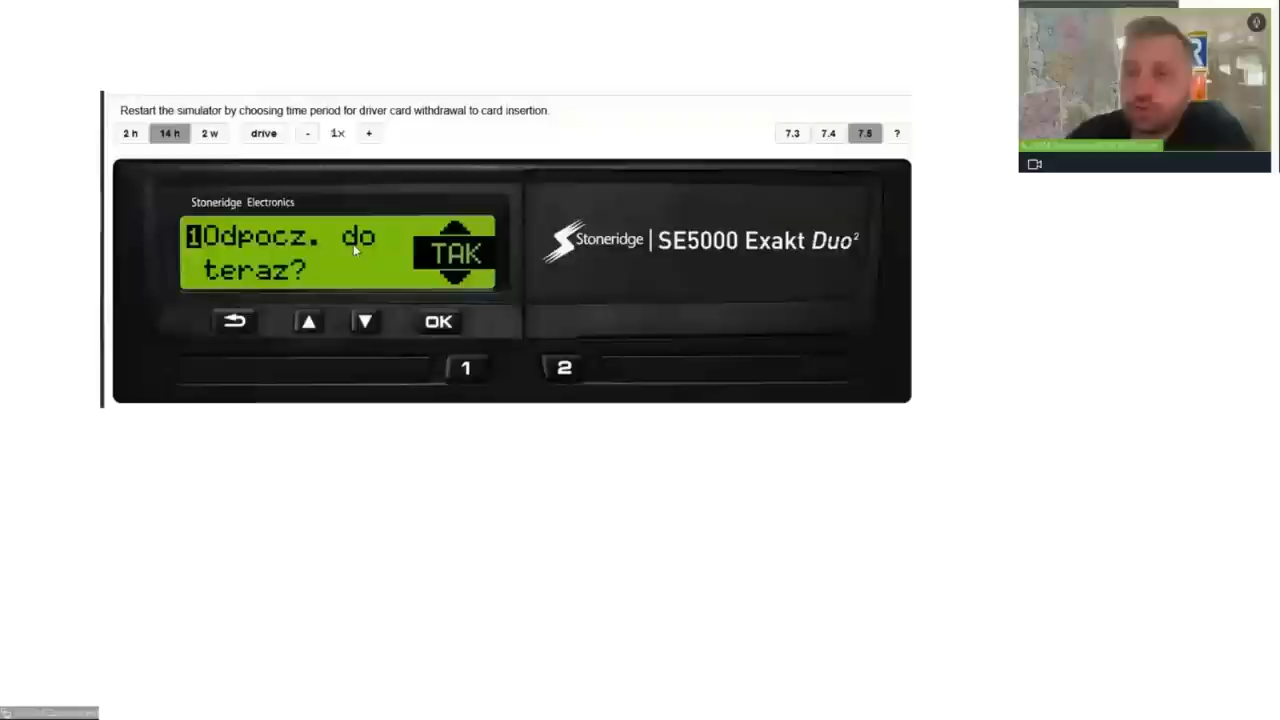 Restart the simulator by choosing time period for driver card withdrawal to card insertion.
2 h 14 h 2 w drive - 1x + 7.3 7.4 7.5 ?
Stoneridge Electronics
1Odpocz. do
teraz?
TAK
Stoneridge | SE5000 Exakt Duo²
OK
1 2
R